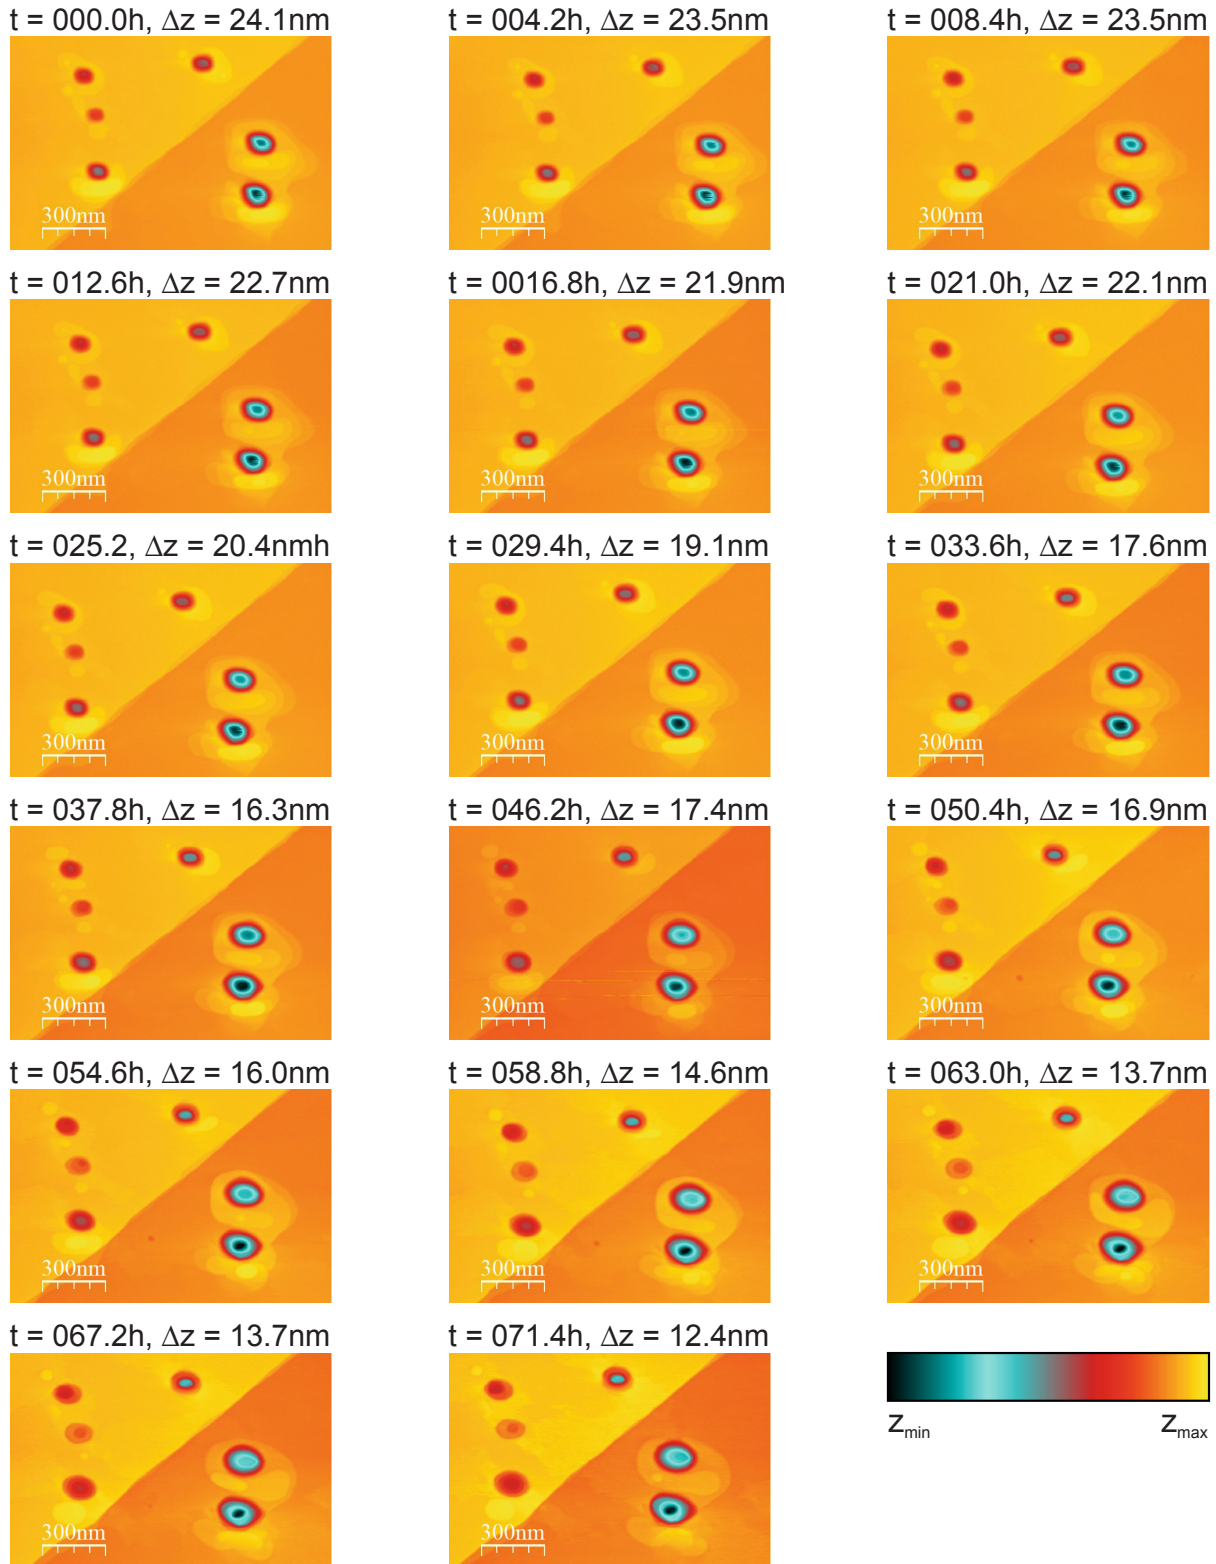 t = 000.0h, Δz = 24.1nm
t = 004.2h, Δz = 23.5nm
t = 008.4h, Δz = 23.5nm
300nm
300nm
300nm
t = 012.6h, Δz = 22.7nm
t = 0016.8h, Δz = 21.9nm
t = 021.0h, Δz = 22.1nm
300nm
300nm
300nm
t = 025.2, Δz = 20.4nmh
t = 029.4h, Δz = 19.1nm
t = 033.6h, Δz = 17.6nm
300nm
300nm
300nm
t = 037.8h, Δz = 16.3nm
t = 046.2h, Δz = 17.4nm
t = 050.4h, Δz = 16.9nm
300nm
300nm
300nm
t = 054.6h, Δz = 16.0nm
t = 058.8h, Δz = 14.6nm
t = 063.0h, Δz = 13.7nm
300nm
300nm
300nm
t = 067.2h, Δz = 13.7nm
t = 071.4h, Δz = 12.4nm
300nm
300nm
Zmin
Zmax